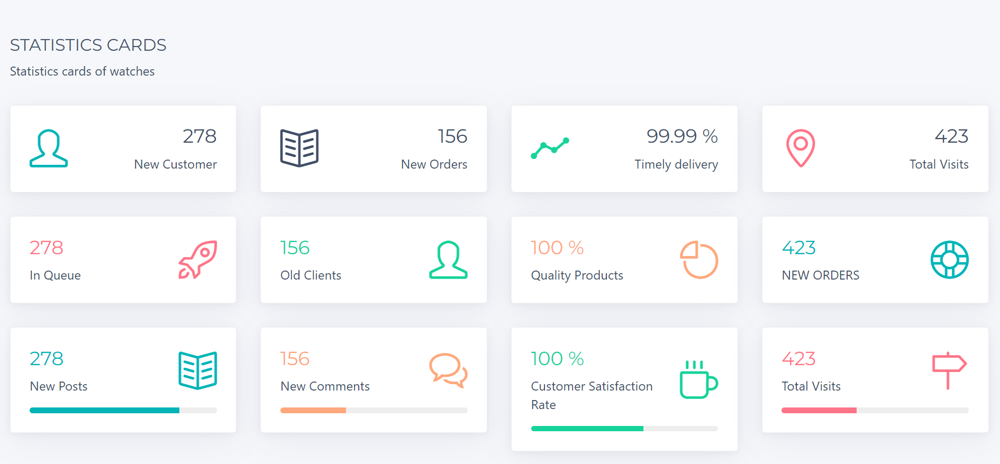 STATISTICS CARDS
Statistics cards of watches
278
New Customer
156
New Orders
99.99 %
Timely delivery
423
Total Visits
278
In Queue
156
Old Clients
100 %
Quality Products
423
NEW ORDERS
278
New Posts
156
New Comments
100 %
Customer Satisfaction
Rate
423
Total Visits